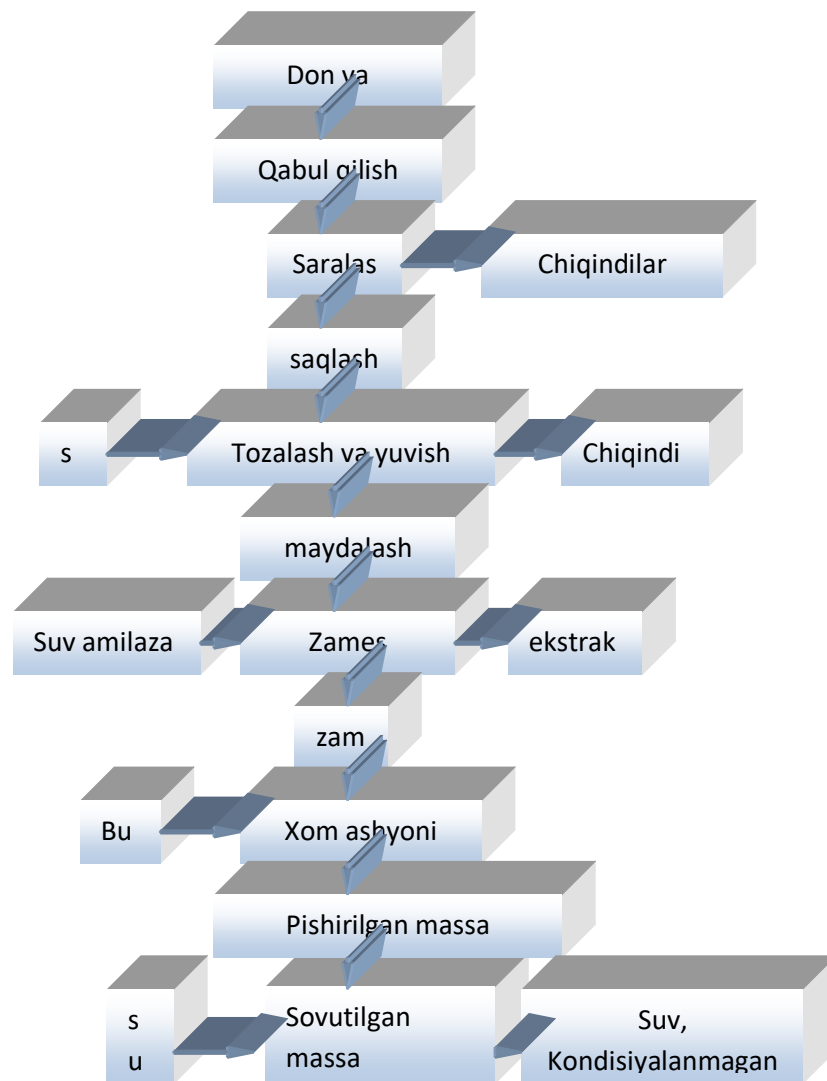 Don va
Qabul qilish
Saralas
Chiqindilar
saqlash
s
Tozalash va yuvish
Chiqindi
maydalash
Suv amilaza
Zames
ekstrak
zam
Bu
Xom ashyoni
Pishirilgan massa
s
u
Sovutilgan
massa
Suv,
Kondisiyalanmagan